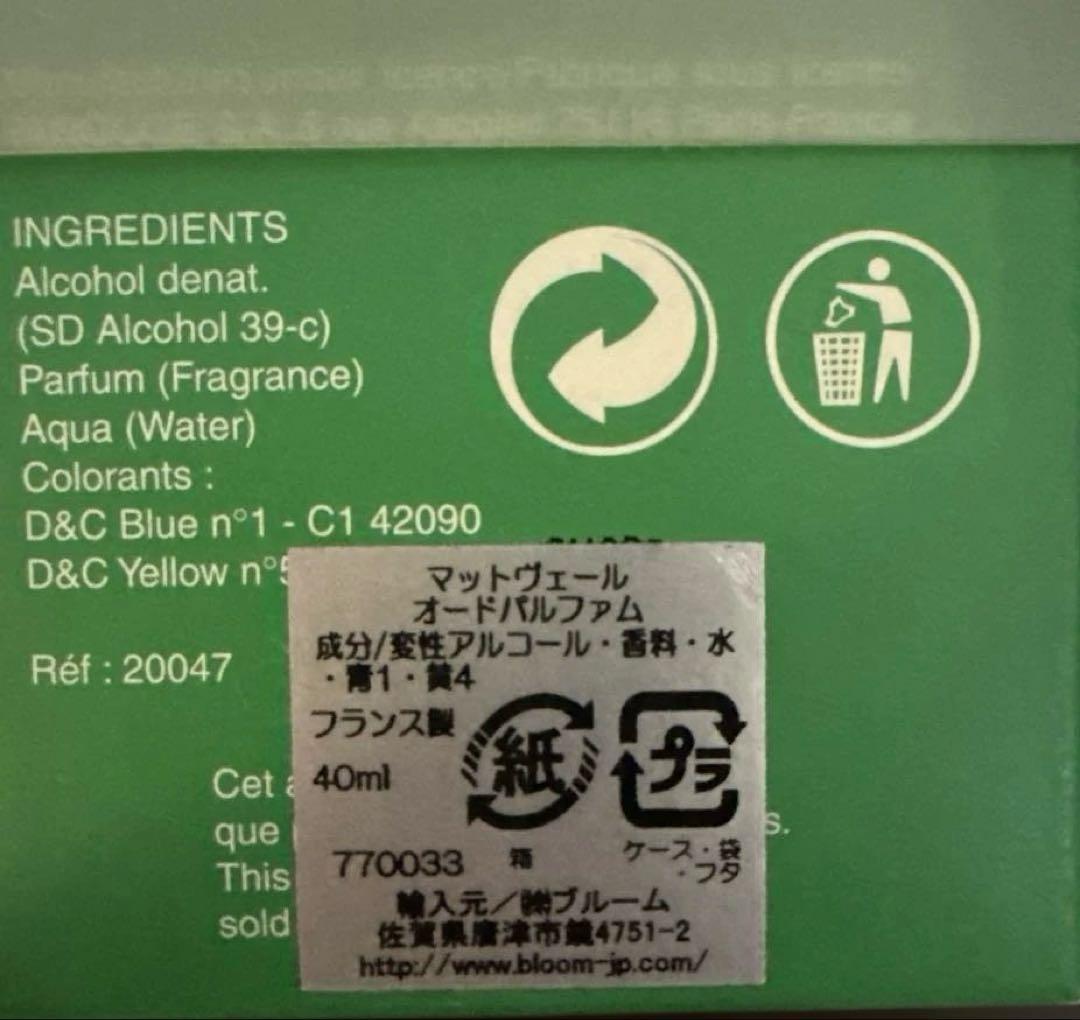 INGREDIENTS
Alcohol denat.
(SD Alcohol 39-c)
Parfum (Fragrance)
Aqua (Water)
Colorants :
D&C Blue n°1 - C1 42090
D&C Yellow n°5
Réf : 20047
Cet
que
This
sold
s.
マットヴェール
オードパルファム
成分/変性アルコール・香料・水
・青1・黄4
フランス製
40ml
紙
プラ
770033
箱
ケース・袋
・フタ
輸入元/㈱ブルーム
佐賀県唐津市鏡4751-2
http://www.bloom-jp.com/